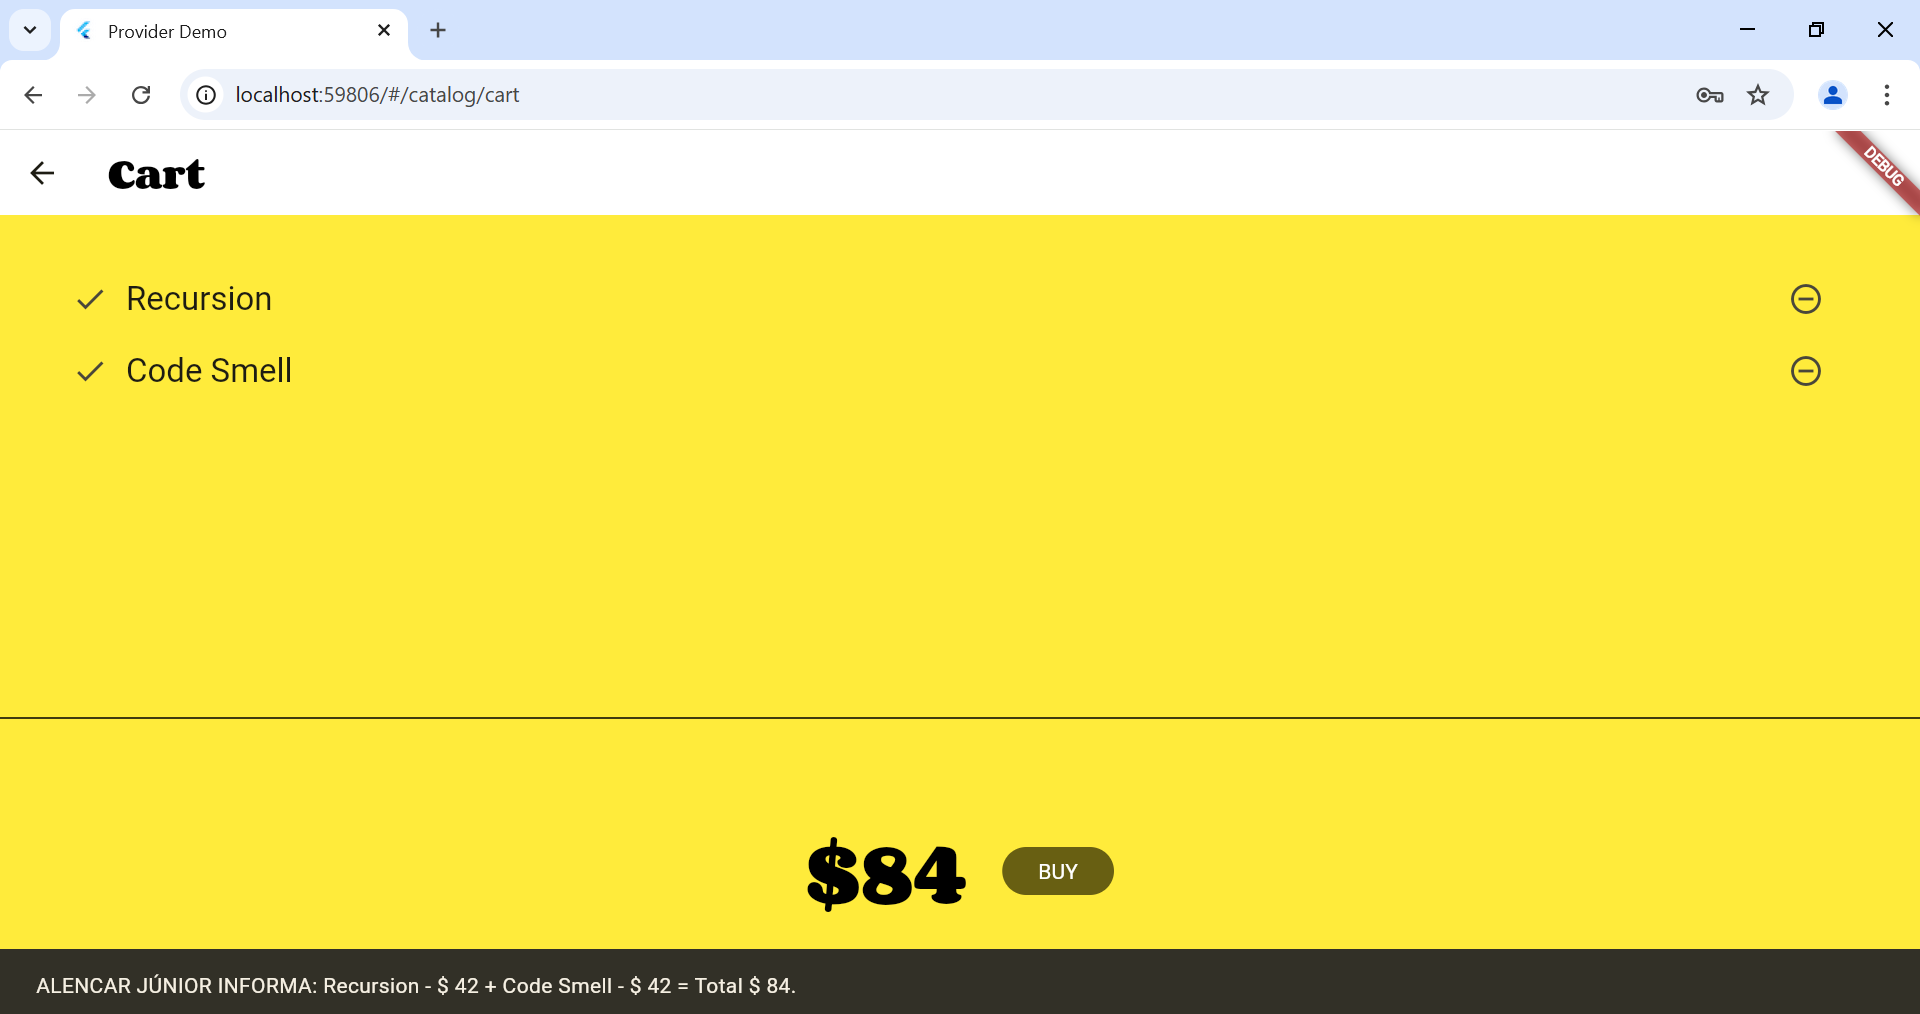 Provider Demo
localhost:59806/#/catalog/cart
Cart
DEBUG
Recursion
Code Smell
$84
BUY
ALENCAR JÚNIOR INFORMA: Recursion - $ 42 + Code Smell - $ 42 = Total $ 84.